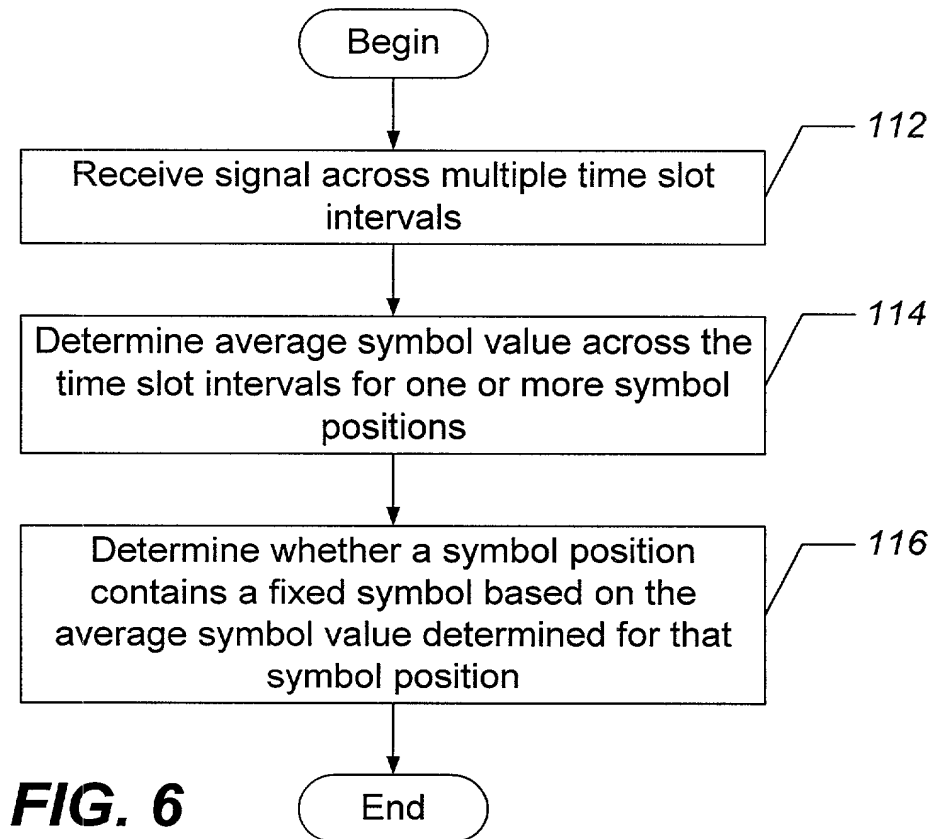 Begin
112
Receive signal across multiple time slot
intervals
114
Determine average symbol value across the
time slot intervals for one or more symbol
positions
116
Determine whether a symbol position
contains a fixed symbol based on the
average symbol value determined for that
symbol position
FIG. 6
End